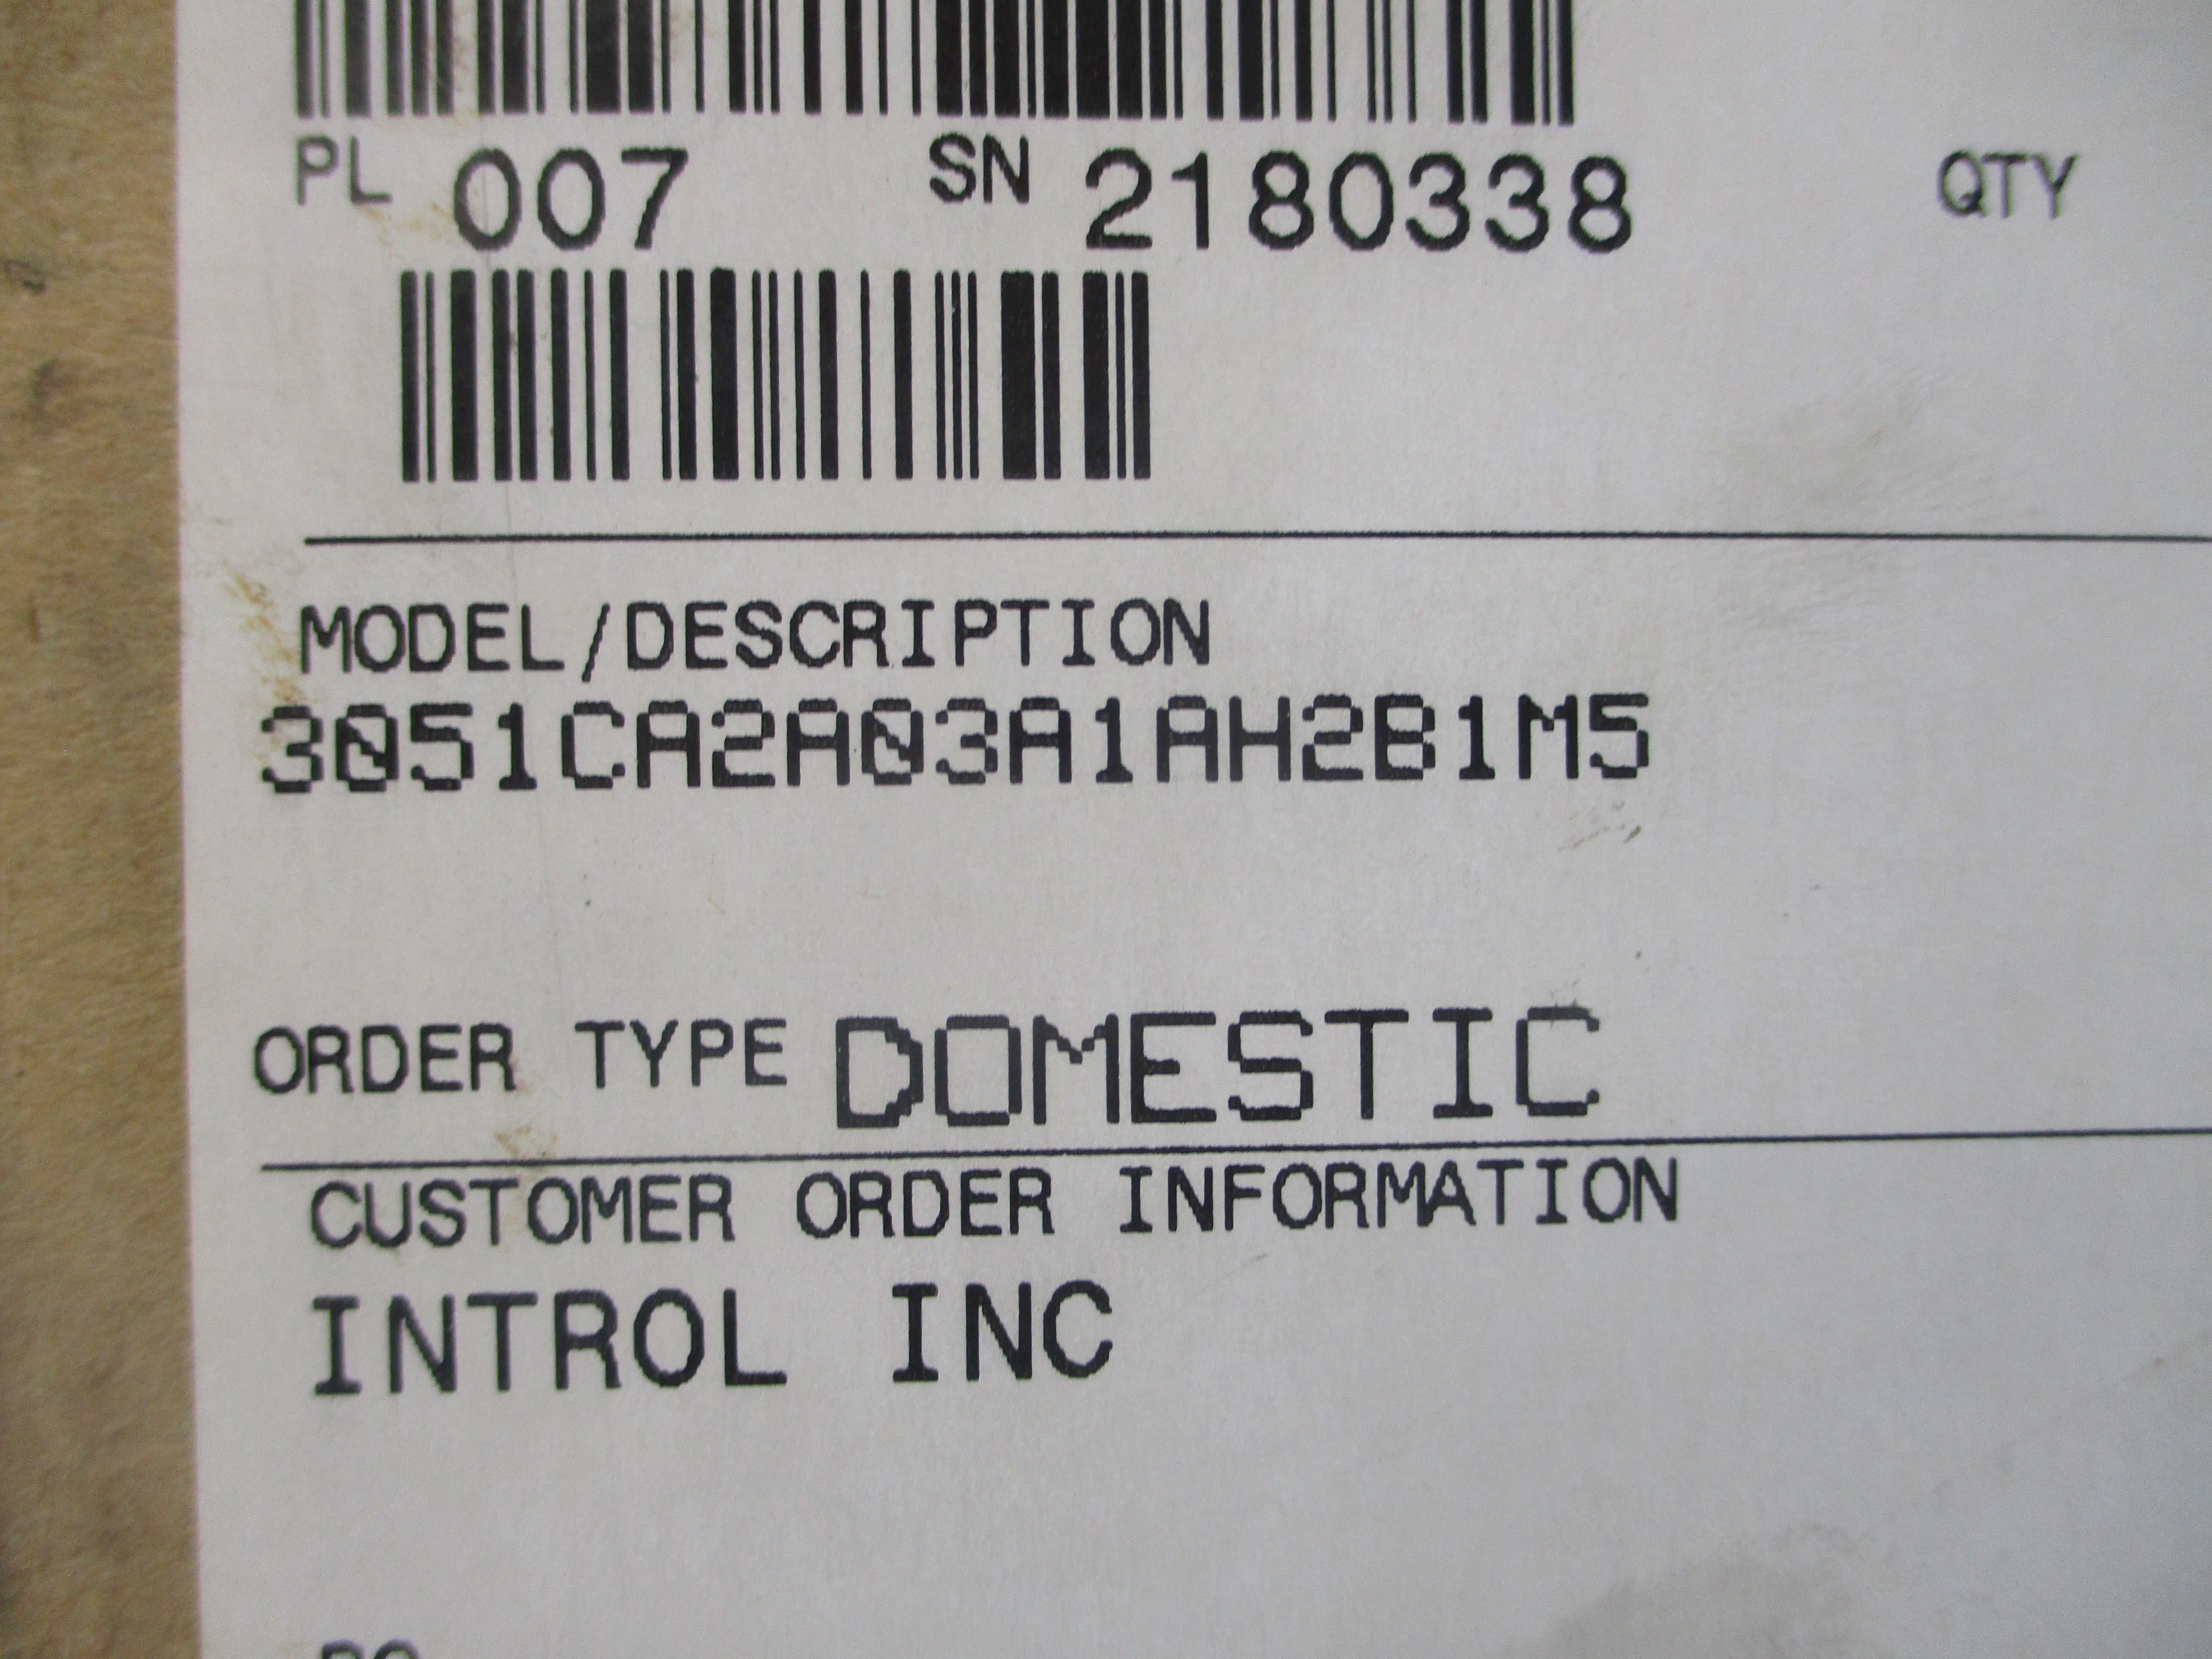 PL 007 SN 2180338 QTY
MODEL/DESCRIPTION
3051CA2A03A1AH2B1M5
ORDER TYPE DOMESTIC
CUSTOMER ORDER INFORMATION
INTROL INC